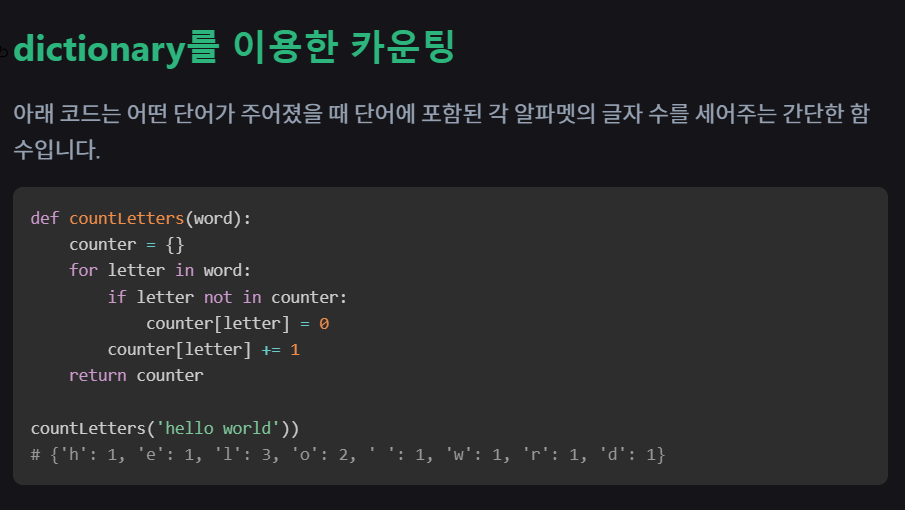 dictionary를 이용한 카운팅
아래 코드는 어떤 단어가 주어졌을 때 단어에 포함된 각 알파멧의 글자 수를 세어주는 간단한 함
수입니다.
def countLetters(word):
    counter = {}
    for letter in word:
        if letter not in counter:
            counter[letter] = 0
        counter[letter] += 1
    return counter

countLetters('hello world'))
# {'h': 1, 'e': 1, 'l': 3, 'o': 2, ' ': 1, 'w': 1, 'r': 1, 'd': 1}